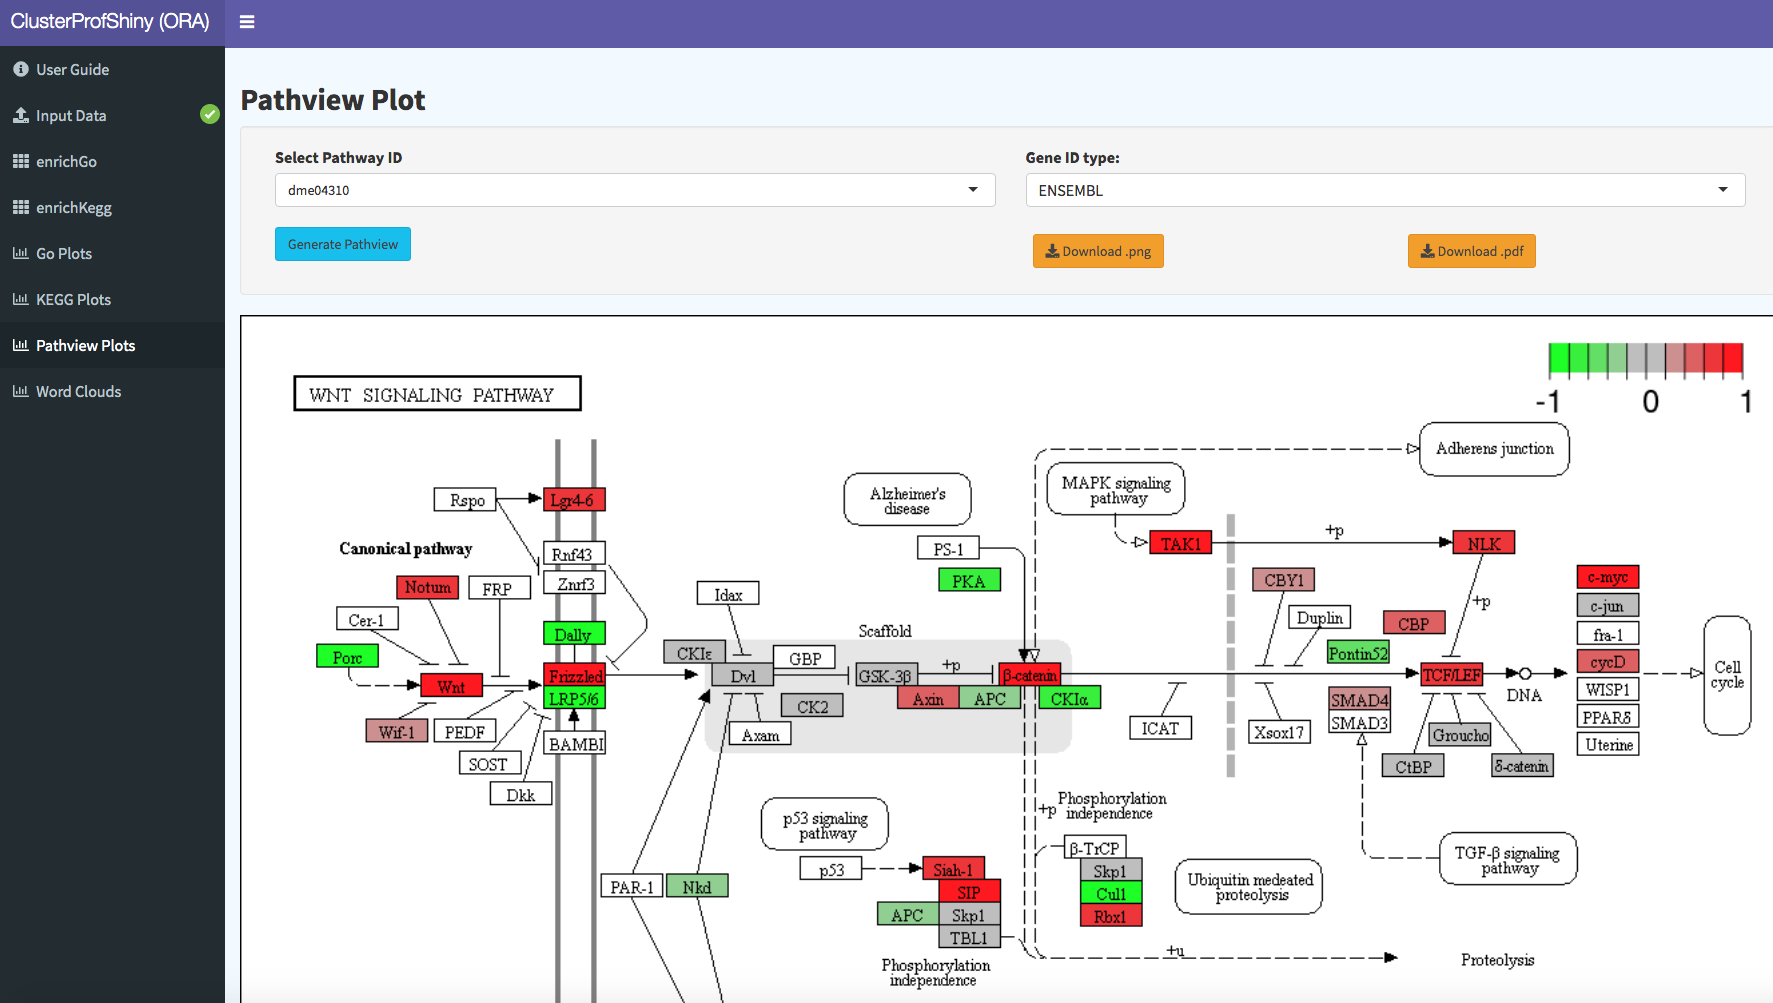 ClusterProfShiny (ORA)
User Guide
Input Data
enrichGo
enrichKegg
Go Plots
KEGG Plots
Pathview Plots
Word Clouds
Pathview Plot
Select Pathway ID
Gene ID type:
dme04310
ENSEMBL
Generate Pathview
Download .png
Download .pdf
-1
0
1
WNT SIGNALING PATHWAY
Adherens junction
Rspo
Lgr4-6
Alzheimer's
disease
MAPK signaling
pathway
Canonical pathway
Rnf43
Znrf3
PS-1
PKA
TAK1
+p
NLK
Notum
FRP
Cer-1
Idax
CBY1
Duplin
CBP
+p
c-myc
c-jun
fra-1
cycD
WISP1
PPARδ
Uterine
Cell
cycle
Porc
Dally
Scaffold
CKIε
GBP
Dvl
GSK-3β
+p
β-catenin
Pontin52
Wnt
Frizzled
LRP5/6
Axin
APC
CKIα
TCF/LEF
DNA
CK2
SMAD4
SMAD3
Wif-1
PEDF
BAMBI
Axam
ICAT
Xsox17
Groucho
SOST
CtBP
δ-catenin
Dkk
p53 signaling
pathway
+p
Phosphorylation
independence
β-TrCP
Skp1
Cul1
Rbx1
Ubiquitin medeated
proteolysis
TGF-β signaling
pathway
p53
Siah-1
SIP
PAR-1
Nkd
APC
Skp1
TBL1
Phosphorylation
independence
+u
Proteolysis